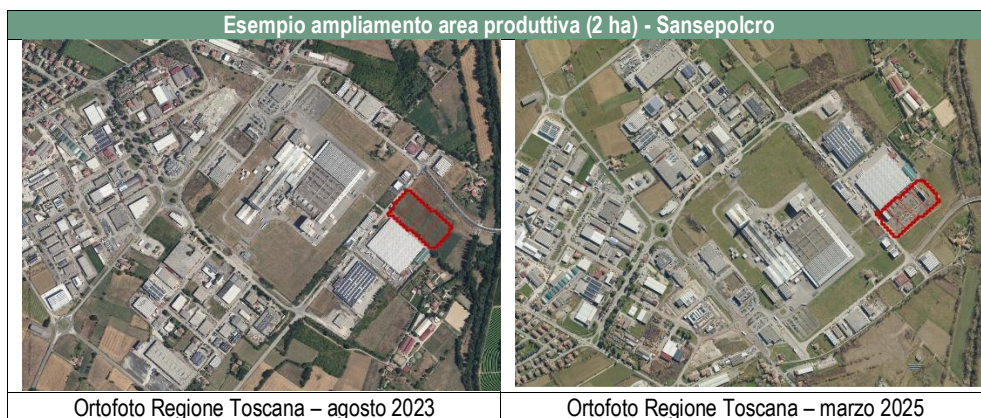 Esempio ampliamento area produttiva (2 ha) - Sansepolcro
Ortofoto Regione Toscana – agosto 2023
Ortofoto Regione Toscana – marzo 2025